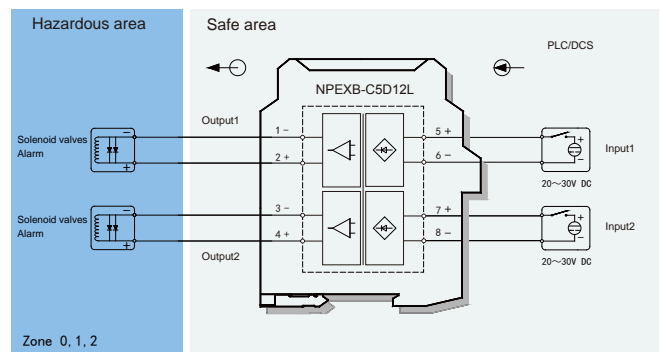 Hazardous area
Safe area
PLC/DCS
NPEXB-C5D12L
Output1
1 −
5 +
−
+
Solenoid valves
Alarm
+
Input1
2 +
6 −
−
+
20～30V DC
3 −
7 +
−
+
Solenoid valves
Alarm
+
Input2
4 +
8 −
−
Output2
20～30V DC
Zone 0, 1, 2